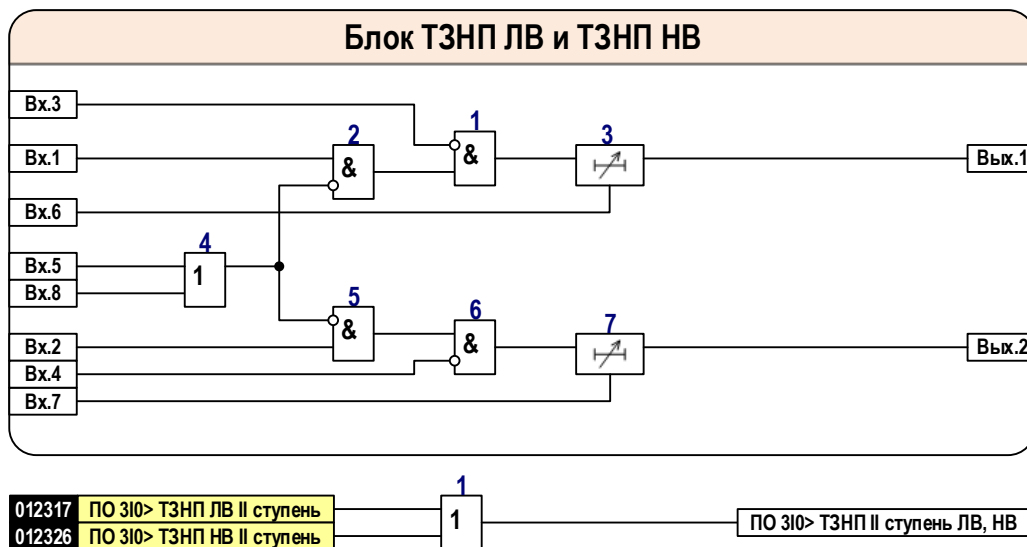 Блок ТЗНП ЛВ и ТЗНП НВ
Вх.3
1
2
3
&
Вх.1
&
Вых.1
Вх.6
4
Вх.5
1
Вх.8
5
6
7
&
&
Вх.2
Вых.2
Вх.4
Вх.7
1
012317 ПО 3I0> ТЗНП ЛВ II ступень
1
ПО 3I0> ТЗНП II ступень ЛВ, НВ
012326 ПО 3I0> ТЗНП НВ II ступень